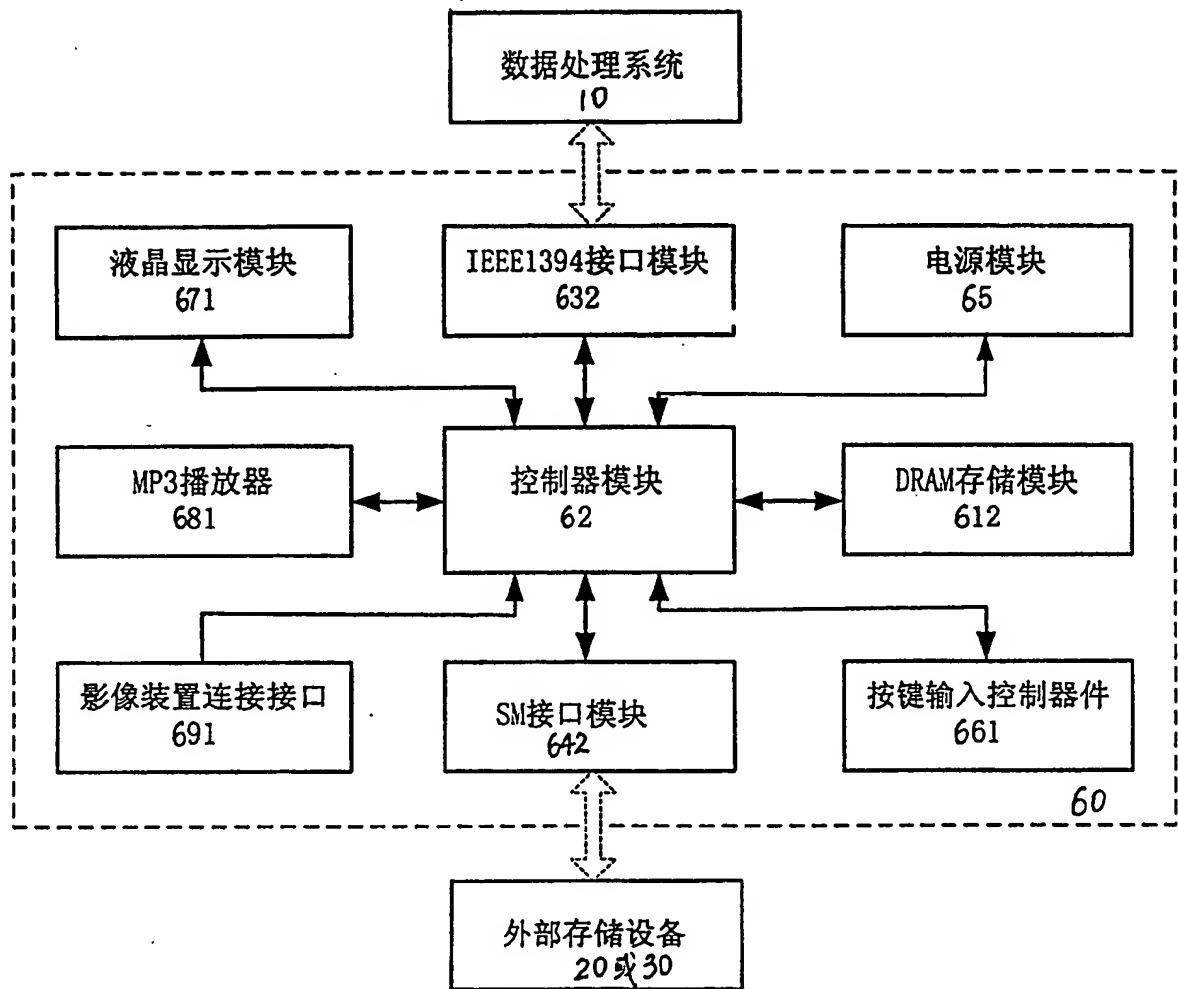 数据处理系统
10
液晶显示模块
671
IEEE1394接口模块
632
电源模块
65
MP3播放器
681
控制器模块
62
DRAM存储模块
612
影像装置连接接口
691
SM接口模块
642
按键输入控制器件
661
60
外部存储设备
20或30